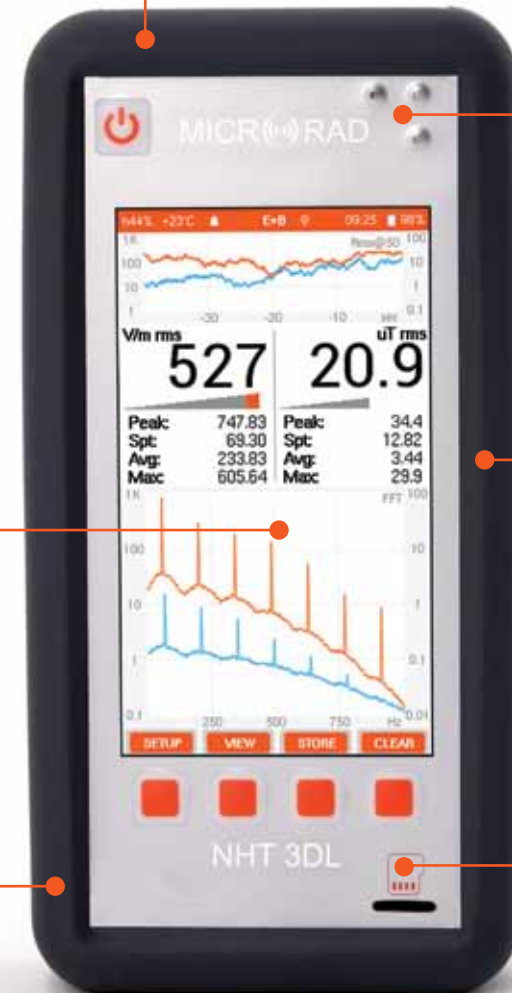 MICRORAD
h44% +23°C E+B 09:25 98%
1K 100
100 10
10 1
1 0.1
-30 -20 -10 sec
V/m rms uT rms
527 20.9
Peak: 747.83 Peak: 34.4
Spt: 69.30 Spt: 12.82
Avg: 233.83 Avg: 3.44
Max: 605.64 Max: 29.9
1K FFT 100
100 10
10 1
1 0.1
0.1 250 500 750 Hz 0.01
SETUP VIEW STORE CLEAR
NHT 3DL